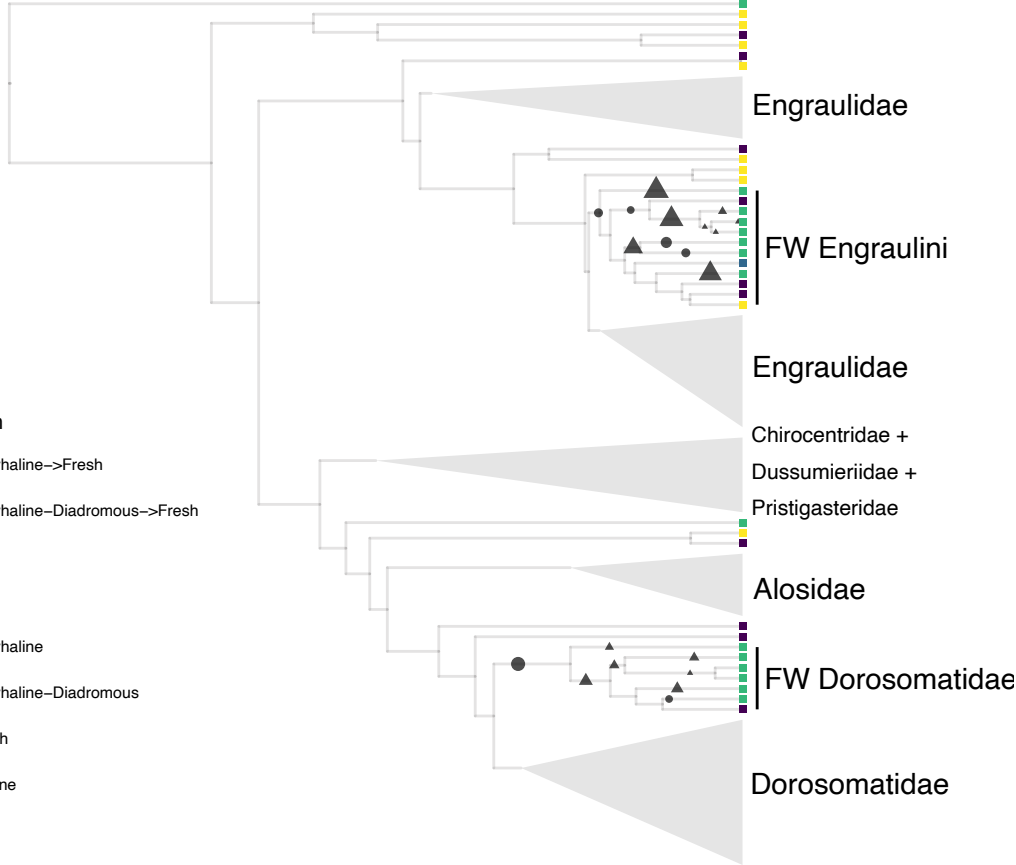 Engraulidae
FW Engraulini
Engraulidae
Chirocentridae +
Dussumieriidae +
Pristigasteridae
haline–>Fresh
haline–Diadromous–>Fresh
Alosidae
haline
haline–Diadromous
FW Dorosomatidae
Dorosomatidae